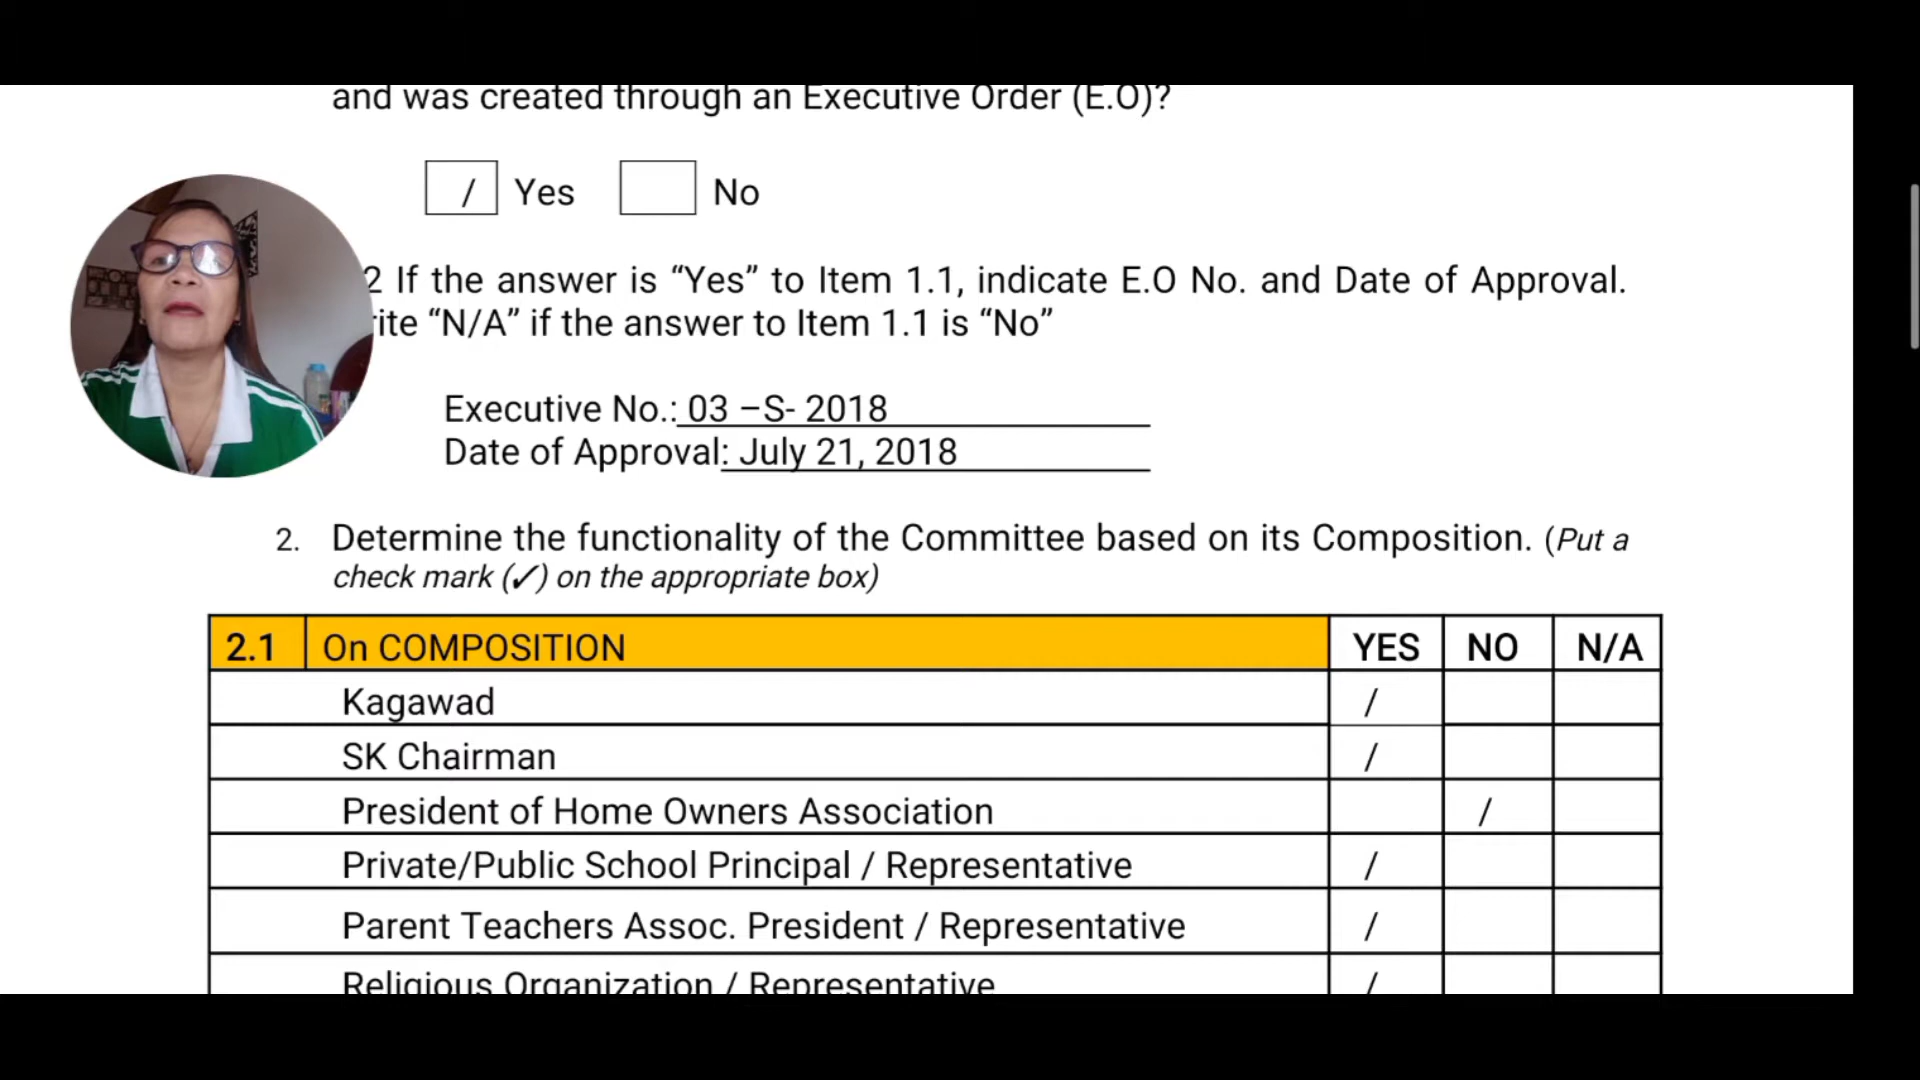 and was created through an Executive Order (E.O)?
/ Yes No
2 If the answer is “Yes” to Item 1.1, indicate E.O No. and Date of Approval.
rite “N/A” if the answer to Item 1.1 is “No”
Executive No.: 03 –S- 2018
Date of Approval: July 21, 2018
2. Determine the functionality of the Committee based on its Composition. (Put a
check mark (✓) on the appropriate box)
2.1 On COMPOSITION YES NO N/A
Kagawad /
SK Chairman /
President of Home Owners Association /
Private/Public School Principal / Representative /
Parent Teachers Assoc. President / Representative /
Religious Organization / Representative /